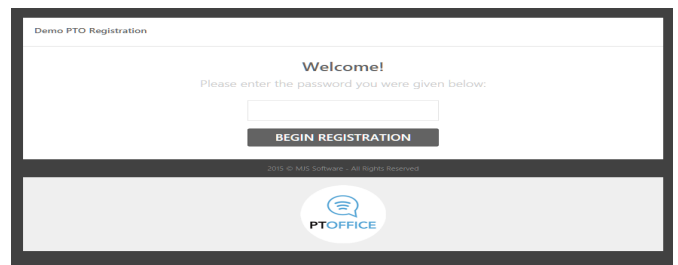 Demo PTO Registration
Welcome!
Please enter the password you were given below:
BEGIN REGISTRATION
2015 © MJS Software - All Rights Reserved
PTOFFICE